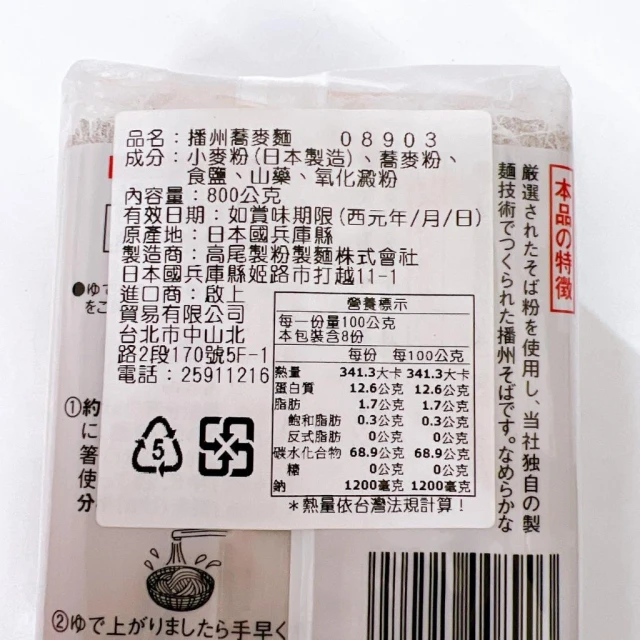 品名：播州蕎麥麵 08903
成分：小麥粉(日本製造)、蕎麥粉、
食鹽、山藥、氧化澱粉
內容量：800公克
有效日期：如賞味期限(西元年/月/日)
原產地：日本國兵庫縣
製造商：高尾製粉製麵株式會社
日本國兵庫縣姬路市打越11-1
進口商：啟上
貿易有限公司
台北市中山北
路2段170號5F-1
電話：25911216
營養標示
每一份量100公克
本包裝含8份
每份 每100公克
熱量 341.3大卡 341.3大卡
蛋白質 12.6公克 12.6公克
脂肪 1.7公克 1.7公克
飽和脂肪 0.3公克 0.3公克
反式脂肪 0公克 0公克
碳水化合物 68.9公克 68.9公克
糖 0公克 0公克
鈉 1200毫克 1200毫克
＊熱量依台灣法規計算！
5
本品の特徴
厳選されたそば粉を使用し、当社独自の製
麺技術でつくられた播州そばです。なめらかな
●ゆで
をこ
①約
に
箸
使
分
②ゆで上がりましたら手早く